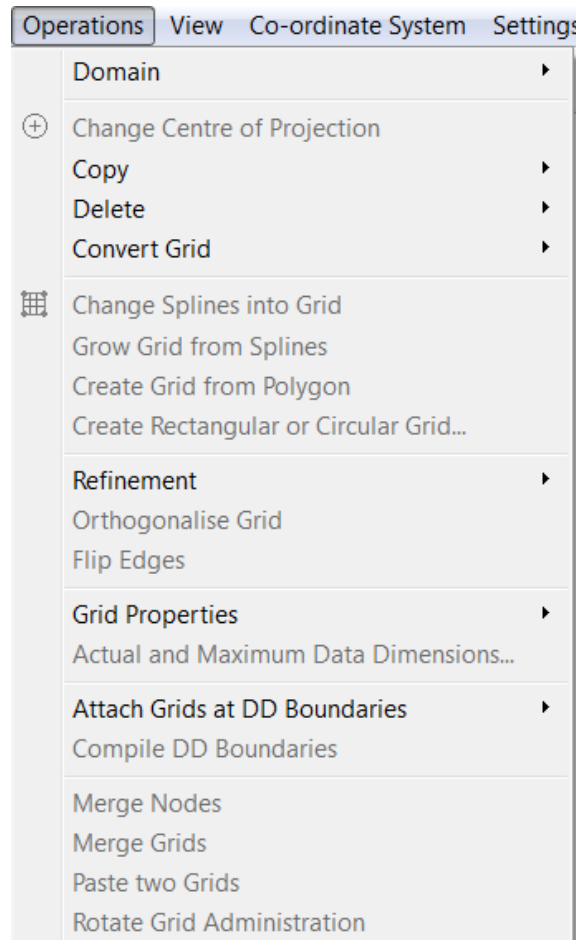 Operations View Co-ordinate System Settings
Domain
Change Centre of Projection
Copy
Delete
Convert Grid
Change Splines into Grid
Grow Grid from Splines
Create Grid from Polygon
Create Rectangular or Circular Grid...
Refinement
Orthogonalise Grid
Flip Edges
Grid Properties
Actual and Maximum Data Dimensions...
Attach Grids at DD Boundaries
Compile DD Boundaries
Merge Nodes
Merge Grids
Paste two Grids
Rotate Grid Administration